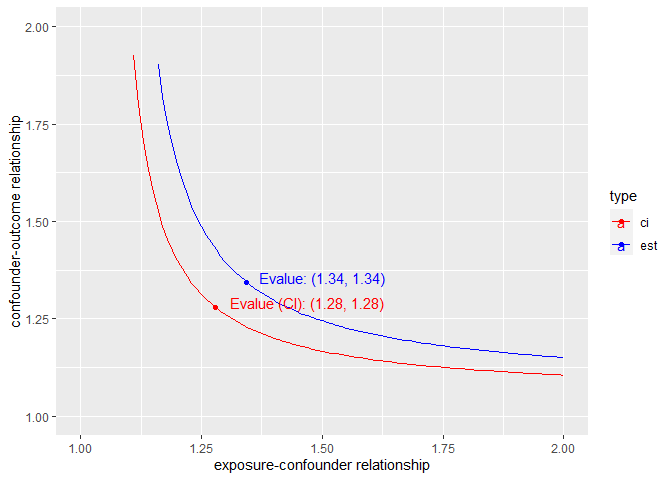 2.00
1.75
1.50
1.25
1.00
confounder-outcome relationship
Evalue: (1.34, 1.34)
Evalue (CI): (1.28, 1.28)
1.00 1.25 1.50 1.75 2.00
exposure-confounder relationship
type
a ci
a est